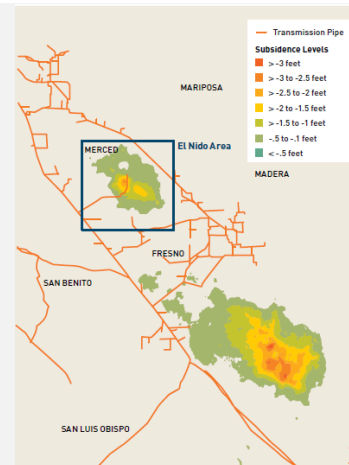 Transmission Pipe
Subsidence Levels
> -3 feet
> -3 to -2.5 feet
> -2.5 to -2 feet
> -2 to -1.5 feet
> -1.5 to -1 feet
-.5 to -.1 feet
< -.5 feet
MARIPOSA
MERCED
El Nido Area
MADERA
FRESNO
SAN BENITO
SAN LUIS OBISPO